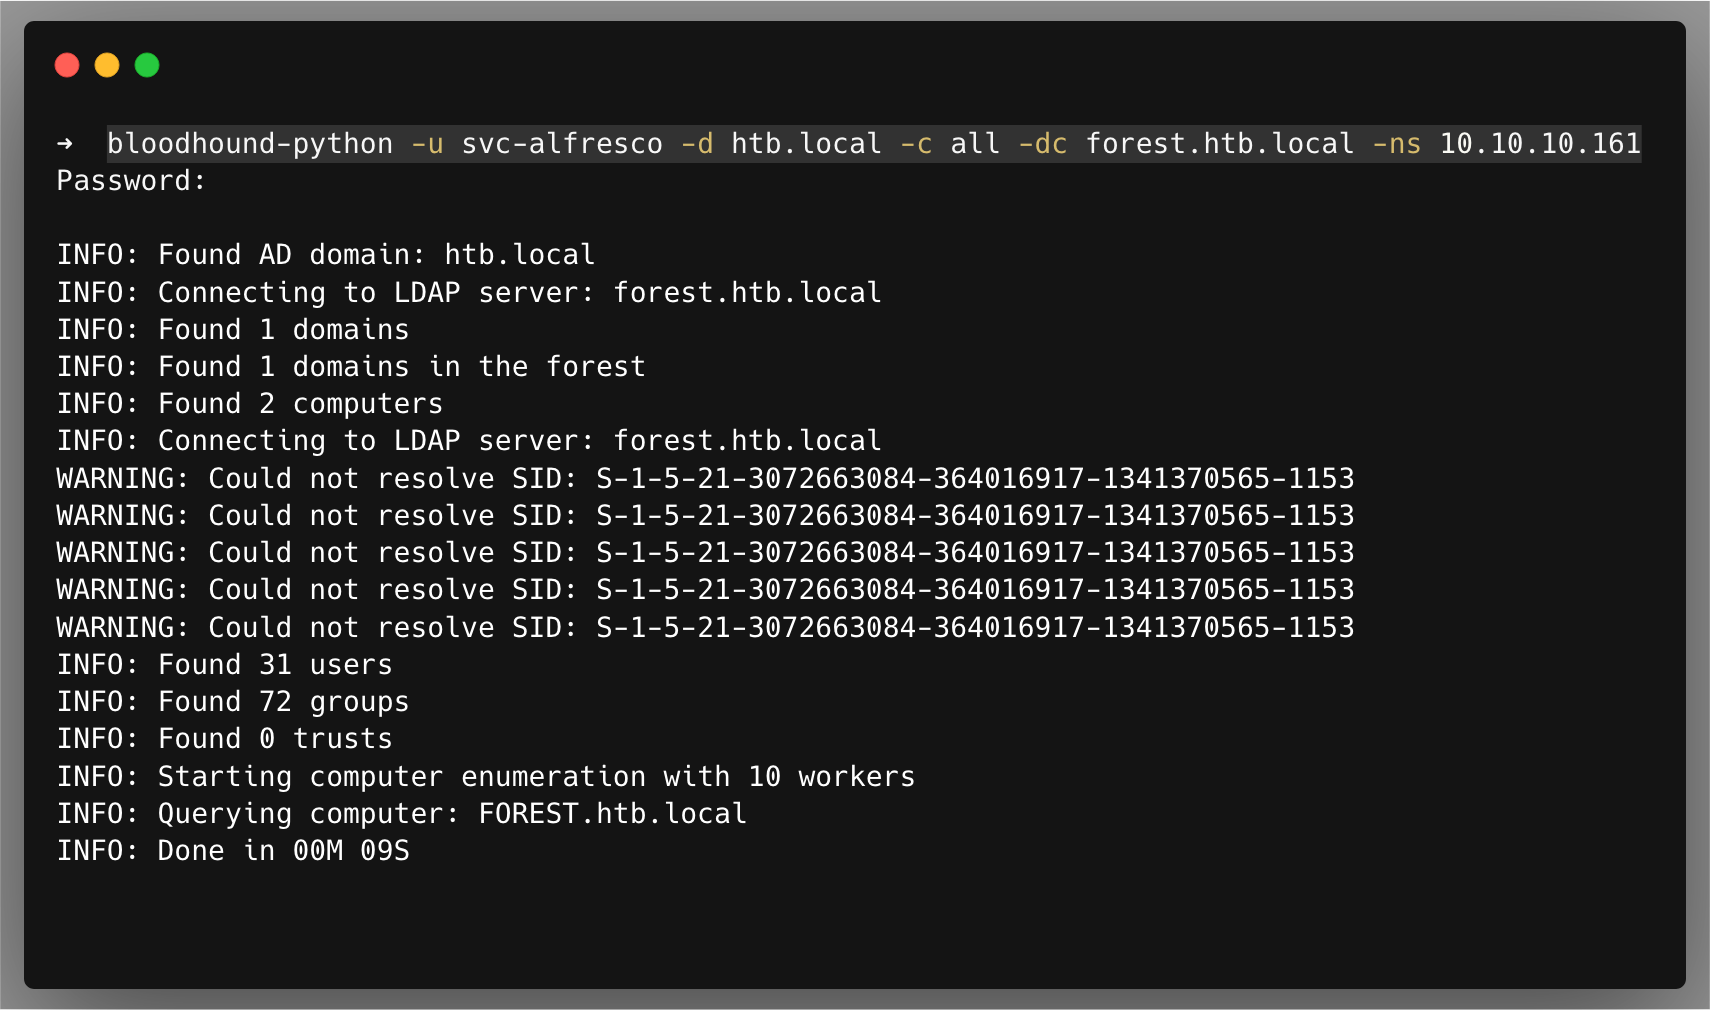 ➜  bloodhound-python -u svc-alfresco -d htb.local -c all -dc forest.htb.local -ns 10.10.10.161
Password:
INFO: Found AD domain: htb.local
INFO: Connecting to LDAP server: forest.htb.local
INFO: Found 1 domains
INFO: Found 1 domains in the forest
INFO: Found 2 computers
INFO: Connecting to LDAP server: forest.htb.local
WARNING: Could not resolve SID: S-1-5-21-3072663084-364016917-1341370565-1153
WARNING: Could not resolve SID: S-1-5-21-3072663084-364016917-1341370565-1153
WARNING: Could not resolve SID: S-1-5-21-3072663084-364016917-1341370565-1153
WARNING: Could not resolve SID: S-1-5-21-3072663084-364016917-1341370565-1153
WARNING: Could not resolve SID: S-1-5-21-3072663084-364016917-1341370565-1153
INFO: Found 31 users
INFO: Found 72 groups
INFO: Found 0 trusts
INFO: Starting computer enumeration with 10 workers
INFO: Querying computer: FOREST.htb.local
INFO: Done in 00M 09S